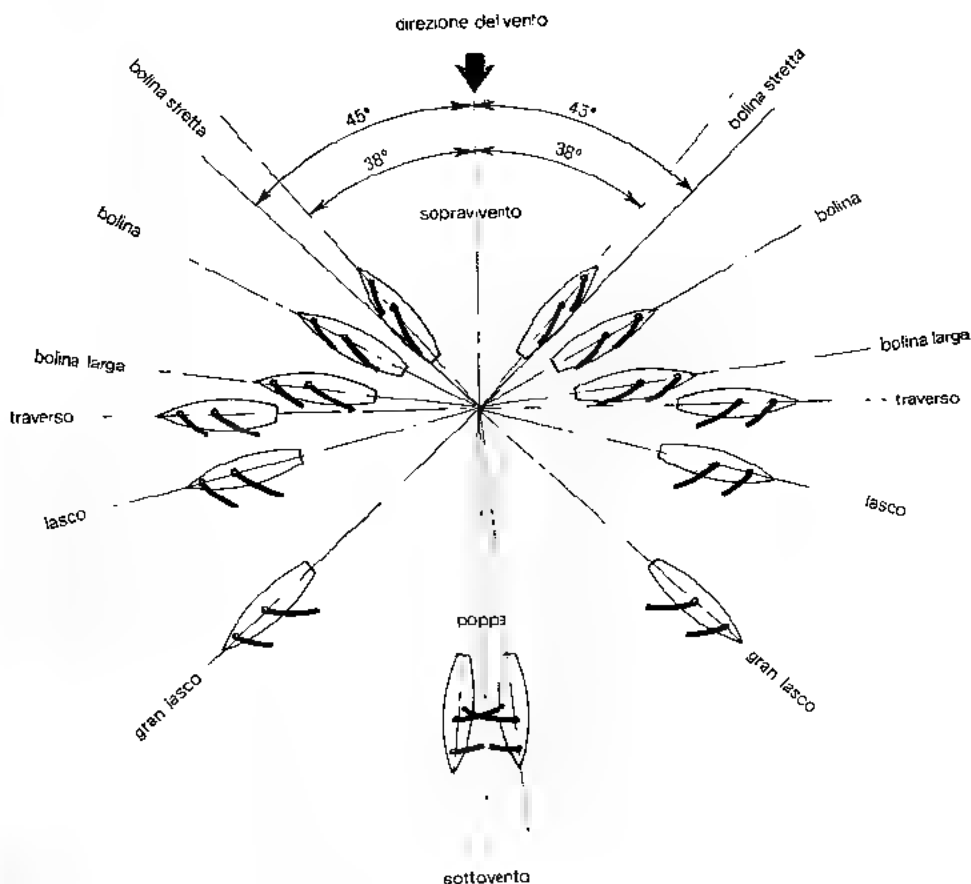 direzione del vento
bolina stretta
bolina stretta
45°
43°
38°
38°
sopravvento
bolina
bolina
bolina larga
bolina larga
traverso
traverso
lasco
lasco
poppa
gran lasco
gran lasco
sottovento